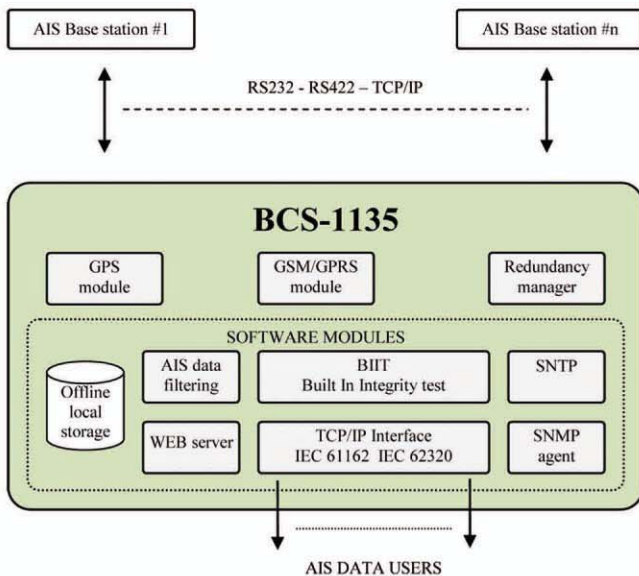 AIS Base station #1
AIS Base station #n
RS232 - RS422 – TCP/IP
BCS-1135
GPS
module
GSM/GPRS
module
Redundancy
manager
SOFTWARE MODULES
Offline
local
storage
AIS data
filtering
BIIT
Built In Integrity test
SNTP
WEB server
TCP/IP Interface
IEC 61162 IEC 62320
SNMP
agent
AIS DATA USERS